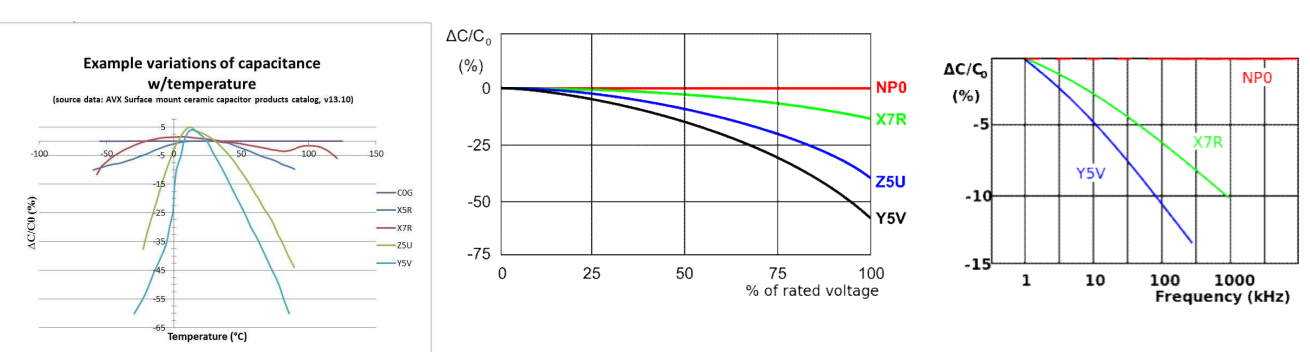 Example variations of capacitance
w/temperature
(source data: AVX Surface mount ceramic capacitor products catalog, v13.10)
5
-100 -50 0 50 100 150
-5
-15
-25
-35
-45
-55
-65
ΔC/C0 (%)
Temperature (°C)
C0G
X5R
X7R
Z5U
Y5V
ΔC/C0
(%)
0
-25
-50
-75
0 25 50 75 100
% of rated voltage
NP0
X7R
Z5U
Y5V
ΔC/C0
(%)
-5
-10
-15
1 10 100 1000
Frequency (kHz)
NP0
X7R
Y5V